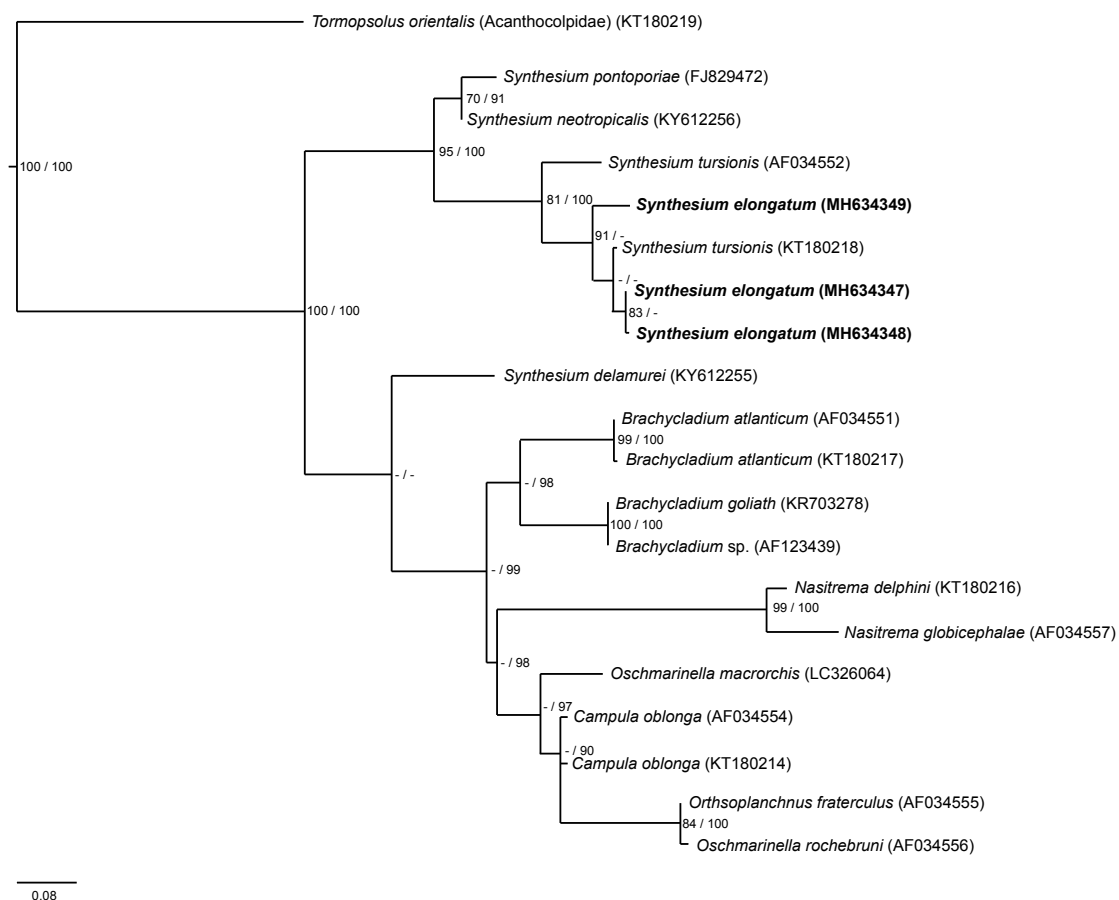 Tormopsolus orientalis (Acanthocolpidae) (KT180219)
Synthesium pontoporiae (FJ829472)
70 / 91
Synthesium neotropicalis (KY612256)
95 / 100
Synthesium tursionis (AF034552)
100 / 100
81 / 100
Synthesium elongatum (MH634349)
91 / -
Synthesium tursionis (KT180218)
- / -
Synthesium elongatum (MH634347)
100 / 100
83 / -
Synthesium elongatum (MH634348)
Synthesium delamurei (KY612255)
Brachycladium atlanticum (AF034551)
99 / 100
Brachycladium atlanticum (KT180217)
- / -
- / 98
Brachycladium goliath (KR703278)
100 / 100
Brachycladium sp. (AF123439)
- / 99
Nasitrema delphini (KT180216)
99 / 100
Nasitrema globicephalae (AF034557)
- / 98
Oschmarinella macrorchis (LC326064)
- / 97
Campula oblonga (AF034554)
- / 90
Campula oblonga (KT180214)
Orthsoplanchnus fraterculus (AF034555)
84 / 100
Oschmarinella rochebruni (AF034556)
0.08